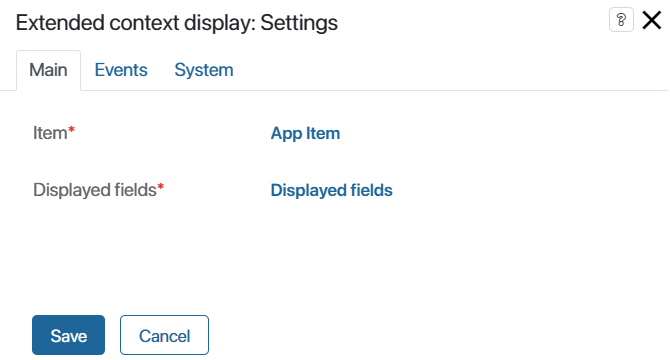 Extended context display: Settings
?
Main Events System
Item* App Item
Displayed fields* Displayed fields
Save Cancel